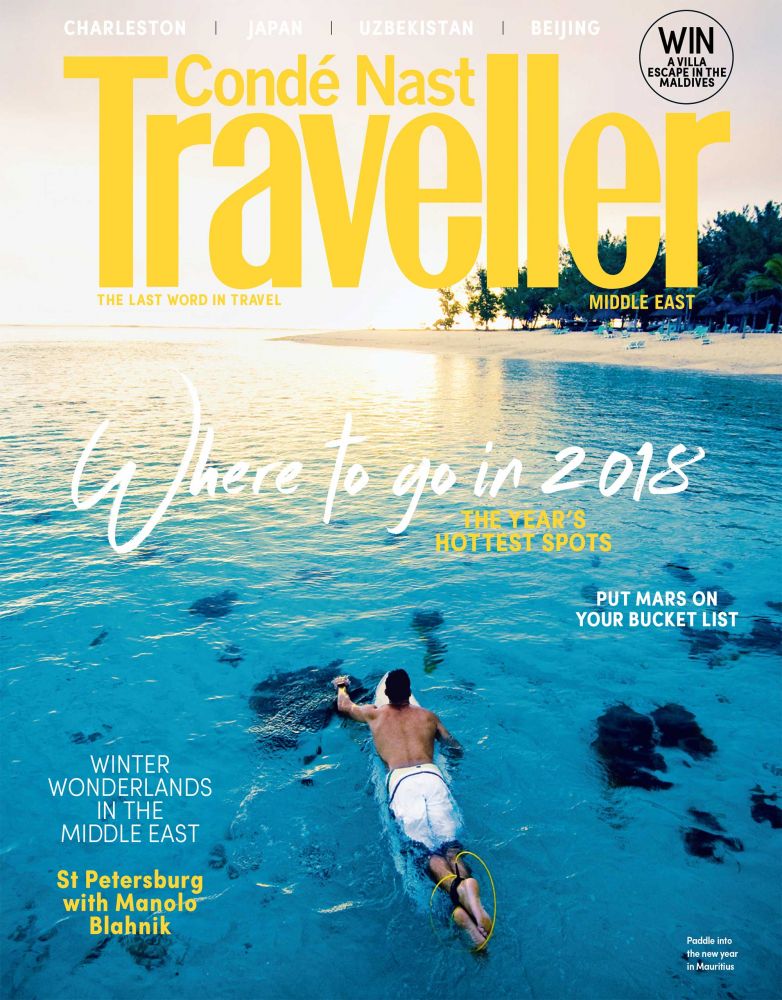 CHARLESTON | JAPAN | UZBEKISTAN | BEIJING
WIN
A VILLA
ESCAPE IN THE
MALDIVES
Condé Nast
Traveller
THE LAST WORD IN TRAVEL
MIDDLE EAST
Where to go in 2018
THE YEAR'S
HOTTEST SPOTS
PUT MARS ON
YOUR BUCKET LIST
WINTER
WONDERLANDS
IN THE
MIDDLE EAST
St Petersburg
with Manolo
Blahnik
Paddle into
the new year
in Mauritius